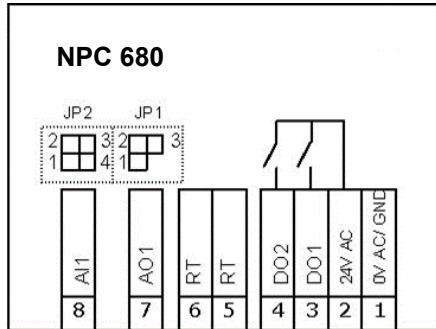 NPC 680
JP2 JP1
2 3 2 3
1 4 1
AI1 AO1 RT RT DO2 DO1 24V AC 0V AC/ GND
8 7 6 5 4 3 2 1